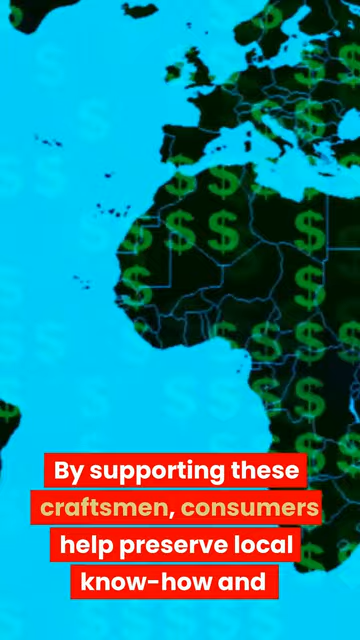 By supporting these
craftsmen, consumers
help preserve local
know-how and